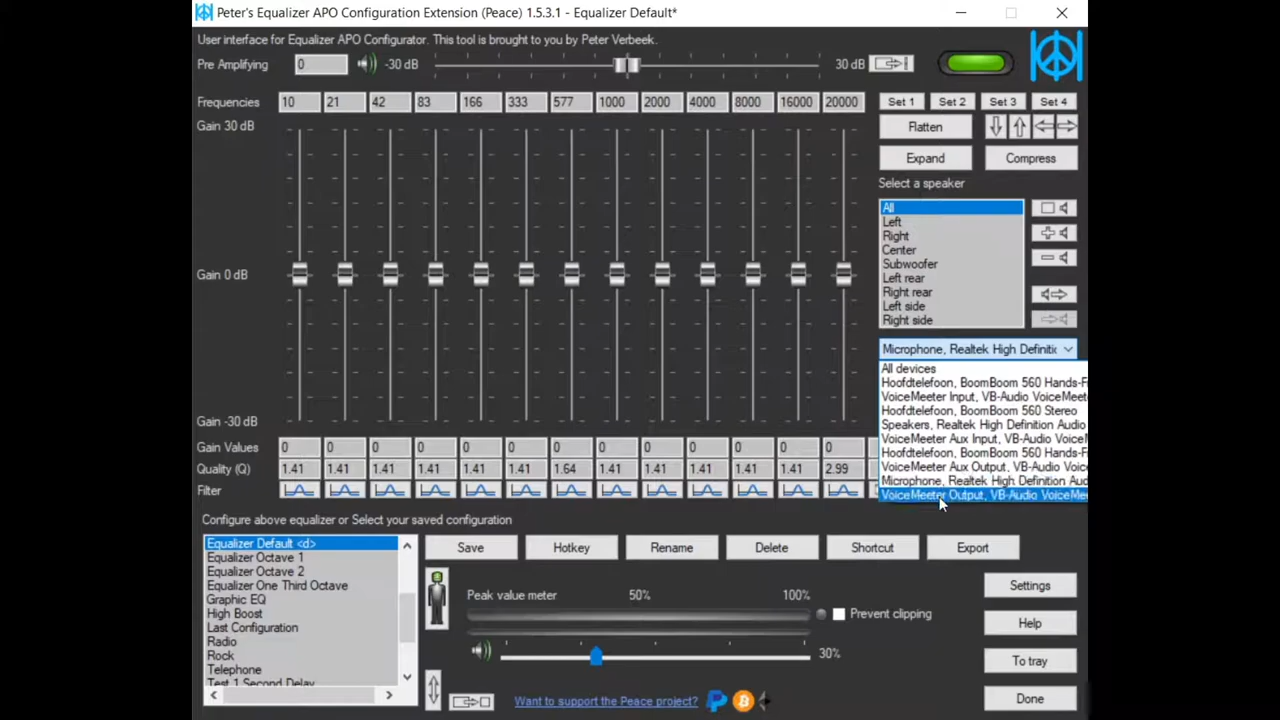 Peter's Equalizer APO Configuration Extension (Peace) 1.5.3.1 - Equalizer Default*
User interface for Equalizer APO Configurator. This tool is brought to you by Peter Verbeek.
Pre Amplifying 0 -30 dB 30 dB
Frequencies 10 21 42 83 166 333 577 1000 2000 4000 8000 16000 20000
Set 1 Set 2 Set 3 Set 4
Gain 30 dB
Flatten
Expand Compress
Select a speaker
All
Left
Right
Center
Subwoofer
Left rear
Right rear
Left side
Right side
Gain 0 dB
Microphone, Realtek High Definitic
All devices
Hoofdtelefoon, BoomBoom 560 Hands-F
VoiceMeeter Input, VB-Audio VoiceMeet
Hoofdtelefoon, BoomBoom 560 Stereo
Speakers, Realtek High Definition Audio
VoiceMeeter Aux Input, VB-Audio VoiceM
Hoofdtelefoon, BoomBoom 560 Hands-F
VoiceMeeter Aux Output, VB-Audio Voice
Microphone, Realtek High Definition Aud
VoiceMeeter Output, VB-Audio VoiceMee
Gain -30 dB
Gain Values 0 0 0 0 0 0 0 0 0 0 0 0 0
Quality (Q) 1.41 1.41 1.41 1.41 1.41 1.41 1.64 1.41 1.41 1.41 1.41 1.41 2.99
Filter
Configure above equalizer or Select your saved configuration
Equalizer Default <d>
Equalizer Octave 1
Equalizer Octave 2
Equalizer One Third Octave
Graphic EQ
High Boost
Last Configuration
Radio
Rock
Telephone
Test 1 Second Delay
Save Hotkey Rename Delete Shortcut Export
Peak value meter 50% 100%
Prevent clipping
30%
Settings
Help
To tray
Done
Want to support the Peace project?